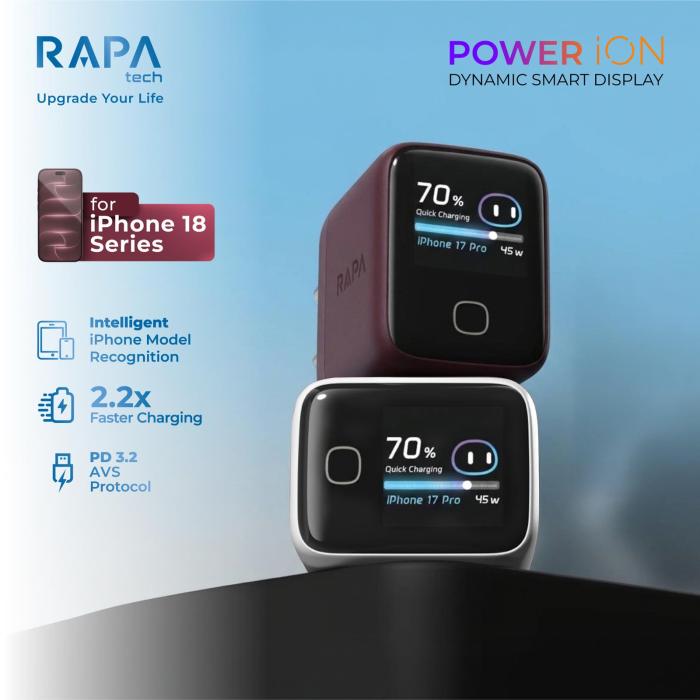 RAPA
tech
Upgrade Your Life
POWER iON
DYNAMIC SMART DISPLAY
for
iPhone 18
Series
Intelligent
iPhone Model
Recognition
2.2x
Faster Charging
PD 3.2
AVS
Protocol
RAPA
70%
Quick Charging
iPhone 17 Pro 45w
70%
Quick Charging
iPhone 17 Pro 45w